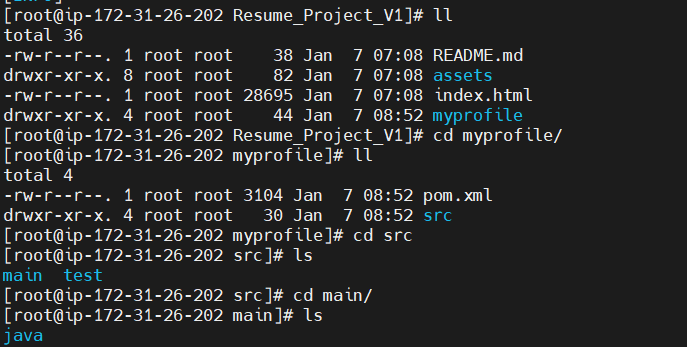 [root@ip-172-31-26-202 Resume_Project_V1]# ll
total 36
-rw-r--r--. 1 root root    38 Jan  7 07:08 README.md
drwxr-xr-x. 8 root root    82 Jan  7 07:08 assets
-rw-r--r--. 1 root root 28695 Jan  7 07:08 index.html
drwxr-xr-x. 4 root root    44 Jan  7 08:52 myprofile
[root@ip-172-31-26-202 Resume_Project_V1]# cd myprofile/
[root@ip-172-31-26-202 myprofile]# ll
total 4
-rw-r--r--. 1 root root 3104 Jan  7 08:52 pom.xml
drwxr-xr-x. 4 root root   30 Jan  7 08:52 src
[root@ip-172-31-26-202 myprofile]# cd src
[root@ip-172-31-26-202 src]# ls
main  test
[root@ip-172-31-26-202 src]# cd main/
[root@ip-172-31-26-202 main]# ls
java